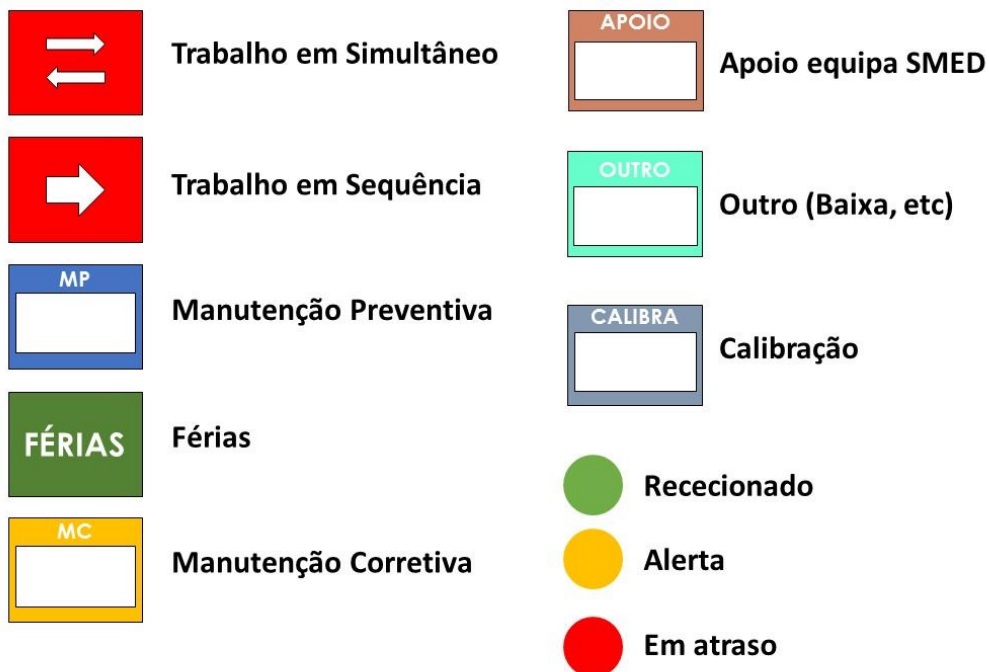 Trabalho em Simultâneo
Trabalho em Sequência
MP
Manutenção Preventiva
FÉRIAS
Férias
MC
Manutenção Corretiva
APOIO
Apoio equipa SMED
OUTRO
Outro (Baixa, etc)
CALIBRA
Calibração
Rececionado
Alerta
Em atraso